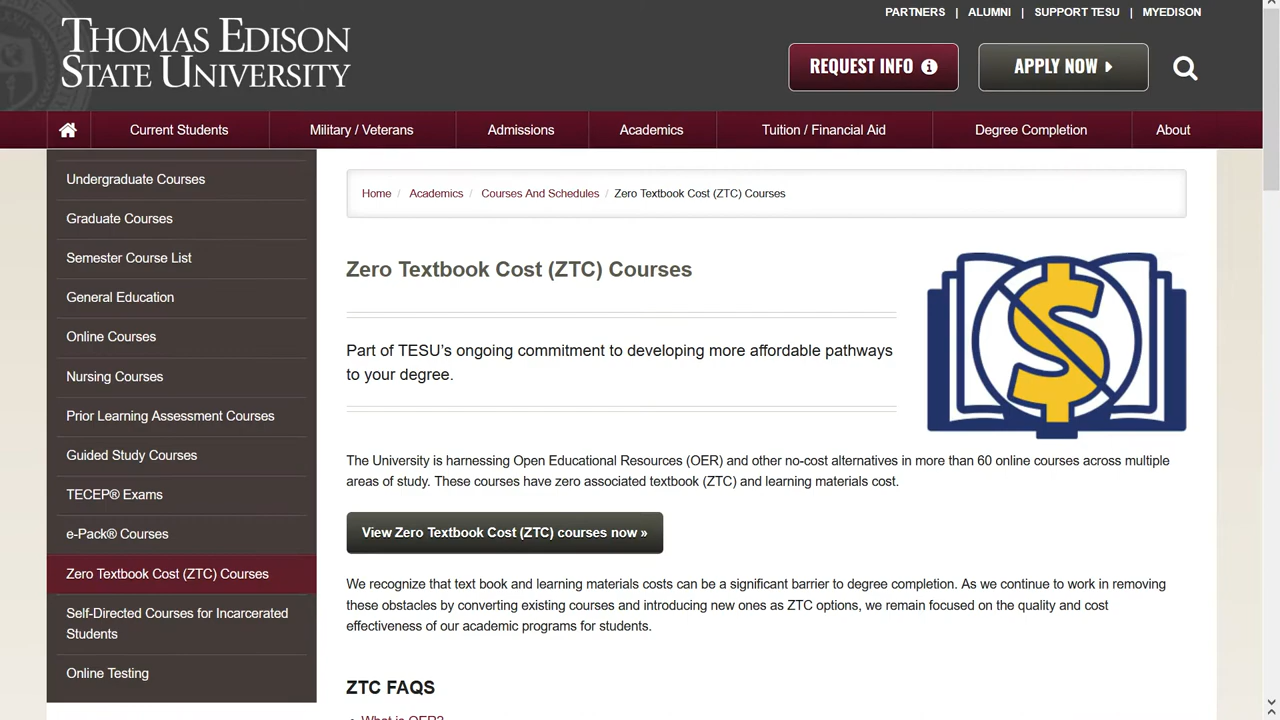 PARTNERS | ALUMNI | SUPPORT TESU | MYEDISON
THOMAS EDISON
STATE UNIVERSITY
REQUEST INFO
APPLY NOW
Current Students
Military / Veterans
Admissions
Academics
Tuition / Financial Aid
Degree Completion
About
Undergraduate Courses
Graduate Courses
Semester Course List
General Education
Online Courses
Nursing Courses
Prior Learning Assessment Courses
Guided Study Courses
TECEP® Exams
e-Pack® Courses
Zero Textbook Cost (ZTC) Courses
Self-Directed Courses for Incarcerated
Students
Online Testing
Home / Academics / Courses And Schedules / Zero Textbook Cost (ZTC) Courses
Zero Textbook Cost (ZTC) Courses
Part of TESU’s ongoing commitment to developing more affordable pathways
to your degree.
$
The University is harnessing Open Educational Resources (OER) and other no-cost alternatives in more than 60 online courses across multiple
areas of study. These courses have zero associated textbook (ZTC) and learning materials cost.
View Zero Textbook Cost (ZTC) courses now »
We recognize that text book and learning materials costs can be a significant barrier to degree completion. As we continue to work in removing
these obstacles by converting existing courses and introducing new ones as ZTC options, we remain focused on the quality and cost
effectiveness of our academic programs for students.
ZTC FAQS
What is OER?